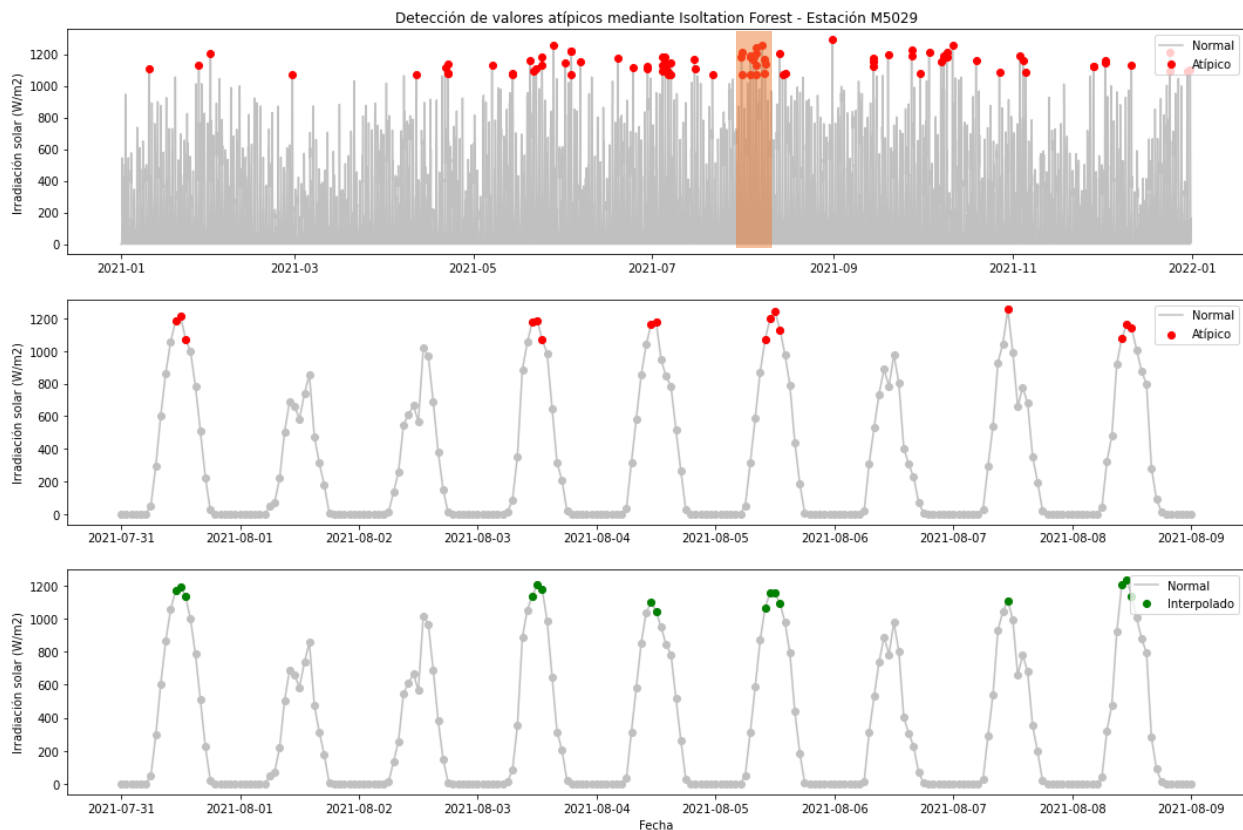 Detección de valores atípicos mediante Isoltation Forest - Estación M5029
Irradiación solar (W/m2)
1200
1000
800
600
400
200
0
Normal
Atípico
2021-01 2021-03 2021-05 2021-07 2021-09 2021-11 2022-01
Irradiación solar (W/m2)
1200
1000
800
600
400
200
0
Normal
Atípico
2021-07-31 2021-08-01 2021-08-02 2021-08-03 2021-08-04 2021-08-05 2021-08-06 2021-08-07 2021-08-08 2021-08-09
Irradiación solar (W/m2)
1200
1000
800
600
400
200
0
Normal
Interpolado
2021-07-31 2021-08-01 2021-08-02 2021-08-03 2021-08-04 2021-08-05 2021-08-06 2021-08-07 2021-08-08 2021-08-09
Fecha